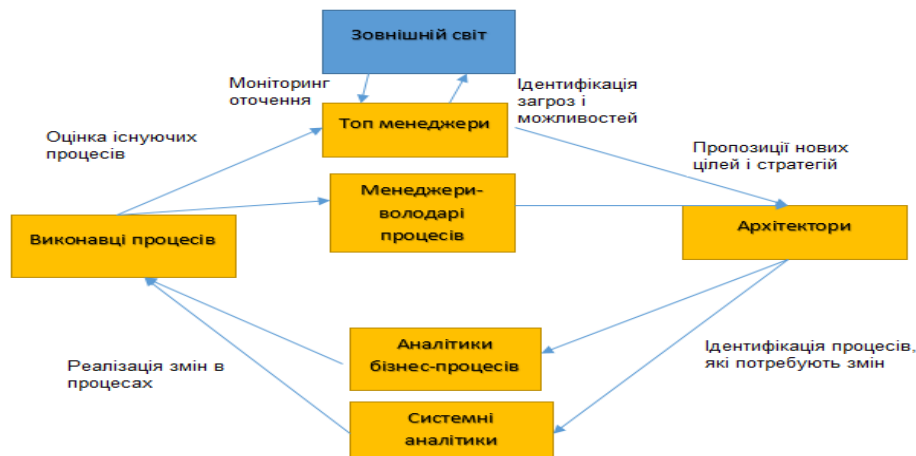 Зовнішній світ
Моніторинг
оточення
Ідентифікація
загроз і
можливостей
Топ менеджери
Оцінка існуючих
процесів
Пропозиції нових
цілей і стратегій
Менеджери-
володарі
процесів
Виконавці процесів
Архітектори
Аналітики
бізнес-процесів
Ідентифікація процесів,
які потребують змін
Реалізація змін в
процесах
Системні
аналітики